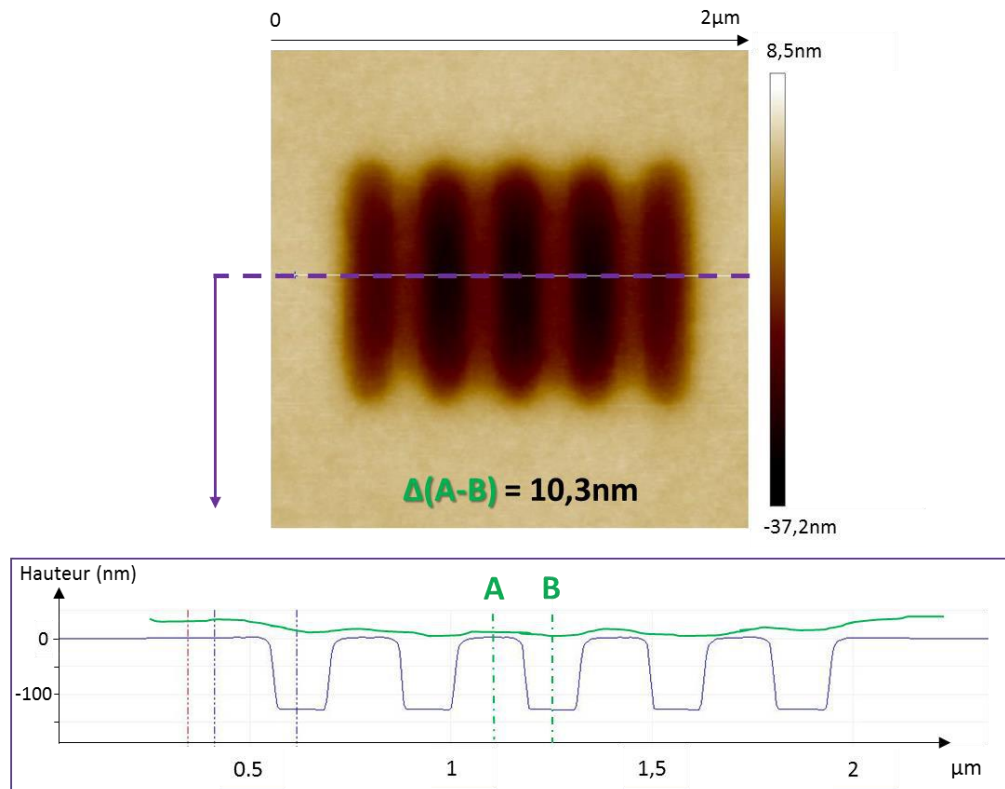 0 2µm
8,5nm
Δ(A-B) = 10,3nm
-37,2nm
Hauteur (nm)
A B
0
-100
0.5 1 1,5 2 µm